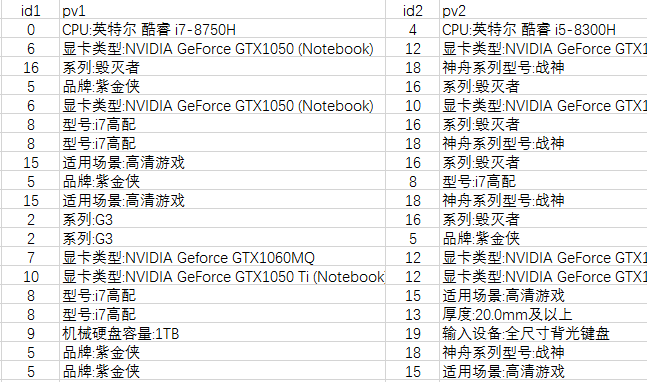 id1 pv1 id2 pv2
0 CPU:英特尔 酷睿 i7-8750H 4 CPU:英特尔 酷睿 i5-8300H
6 显卡类型:NVIDIA GeForce GTX1050 (Notebook) 12 显卡类型:NVIDIA GeForce GTX1
16 系列:毁灭者 18 神舟系列型号:战神
5 品牌:紫金侠 16 系列:毁灭者
6 显卡类型:NVIDIA GeForce GTX1050 (Notebook) 10 显卡类型:NVIDIA GeForce GTX1
8 型号:i7高配 16 系列:毁灭者
8 型号:i7高配 18 神舟系列型号:战神
15 适用场景:高清游戏 16 系列:毁灭者
5 品牌:紫金侠 8 型号:i7高配
15 适用场景:高清游戏 18 神舟系列型号:战神
2 系列:G3 16 系列:毁灭者
2 系列:G3 5 品牌:紫金侠
7 显卡类型:NVIDIA Geforce GTX1060MQ 12 显卡类型:NVIDIA GeForce GTX1
10 显卡类型:NVIDIA GeForce GTX1050 Ti (Notebook 12 显卡类型:NVIDIA GeForce GTX1
8 型号:i7高配 15 适用场景:高清游戏
8 型号:i7高配 13 厚度:20.0mm及以上
9 机械硬盘容量:1TB 19 输入设备:全尺寸背光键盘
5 品牌:紫金侠 18 神舟系列型号:战神
5 品牌:紫金侠 15 适用场景:高清游戏